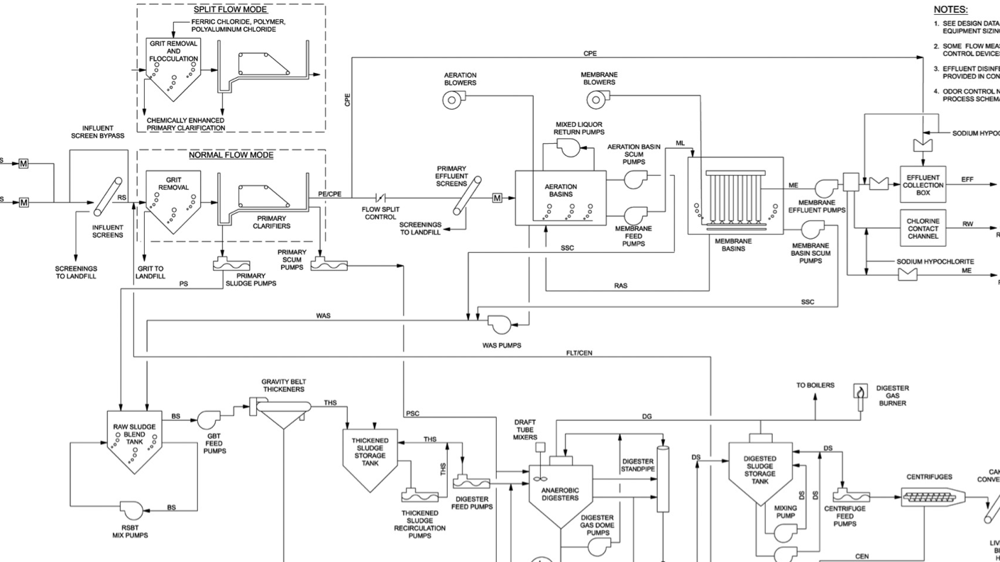 SPLIT FLOW MODE
FERRIC CHLORIDE, POLYMER,
POLYALUMINUM CHLORIDE
GRIT REMOVAL
AND
FLOCCULATION
CHEMICALLY ENHANCED
PRIMARY CLARIFICATION
NOTES:
1. SEE DESIGN DATA
EQUIPMENT SIZING
2. SOME FLOW MEAS
CONTROL DEVICES
3. EFFLUENT DISINFE
PROVIDED IN CON
4. ODOR CONTROL N
PROCESS SCHEMA
CPE
CPE
AERATION
BLOWERS
MEMBRANE
BLOWERS
INFLUENT
SCREEN BYPASS
MIXED LIQUOR
RETURN PUMPS
SODIUM HYPOC
S
M
S
M
RS
INFLUENT
SCREENS
SCREENINGS
TO LANDFILL
NORMAL FLOW MODE
GRIT
REMOVAL
PRIMARY
CLARIFIERS
GRIT TO
LANDFILL
PE/CPE
FLOW SPLIT
CONTROL
PRIMARY
EFFLUENT
SCREENS
SCREENINGS
TO LANDFILL
M
AERATION
BASINS
AERATION BASIN
SCUM
PUMPS
ML
MEMBRANE
FEED
PUMPS
MEMBRANE
BASINS
ME
MEMBRANE
EFFLUENT PUMPS
MEMBRANE
BASIN SCUM
PUMPS
EFFLUENT
COLLECTION
BOX
EFF
CHLORINE
CONTACT
CHANNEL
RW
SODIUM HYPOCHLORITE
ME
PRIMARY
SLUDGE PUMPS
PRIMARY
SCUM
PUMPS
PS
SSC
RAS
SSC
WAS
WAS PUMPS
FLT/CEN
RAW SLUDGE
BLEND
TANK
BS
GBT
FEED
PUMPS
BS
RSBT
MIX PUMPS
GRAVITY BELT
THICKENERS
THS
THICKENED
SLUDGE
STORAGE
TANK
THS
THS
THICKENED
SLUDGE
RECIRCULATION
PUMPS
DIGESTER
FEED PUMPS
PSC
DRAFT
TUBE
MIXERS
ANAEROBIC
DIGESTERS
DG
DIGESTER
STANDPIPE
DIGESTER
GAS DOME
PUMPS
TO BOILERS
DIGESTER
GAS
BURNER
DS
DIGESTED
SLUDGE
STORAGE
TANK
DS
DS
DS
MIXING
PUMP
CENTRIFUGE
FEED
PUMPS
CENTRIFUGES
CEN
CONVE
LIV